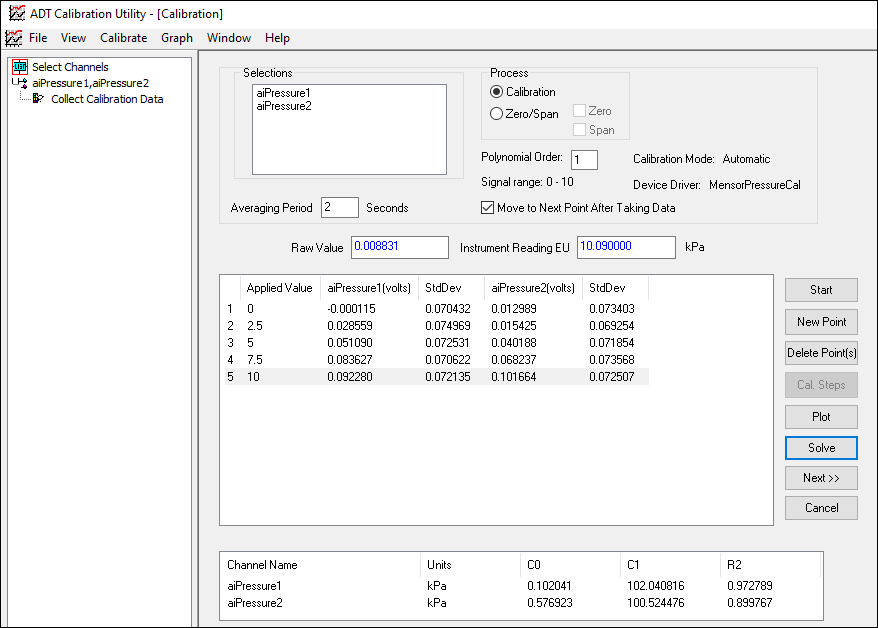 ADT Calibration Utility - [Calibration]
File View Calibrate Graph Window Help
Select Channels
aiPressure1,aiPressure2
Collect Calibration Data
Selections
aiPressure1
aiPressure2
Averaging Period 2 Seconds
Process
Calibration
Zero/Span Zero
Span
Polynomial Order: 1 Calibration Mode: Automatic
Signal range: 0 - 10 Device Driver: MensorPressureCal
Move to Next Point After Taking Data
Raw Value 0.008831 Instrument Reading EU 10.090000 kPa
Applied Value aiPressure1(volts) StdDev aiPressure2(volts) StdDev
1 0 -0.000115 0.070432 0.012989 0.073403
2 2.5 0.028559 0.074969 0.015425 0.069254
3 5 0.051090 0.072531 0.040188 0.071854
4 7.5 0.083627 0.070622 0.068237 0.073568
5 10 0.092280 0.072135 0.101664 0.072507
Start
New Point
Delete Point(s)
Cal. Steps
Plot
Solve
Next >>
Cancel
Channel Name Units C0 C1 R2
aiPressure1 kPa 0.102041 102.040816 0.972789
aiPressure2 kPa 0.576923 100.524476 0.899767